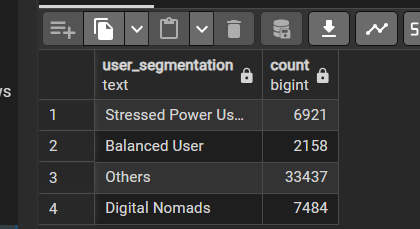 user_segmentation count
text bigint
1 Stressed Power Us... 6921
2 Balanced User 2158
3 Others 33437
4 Digital Nomads 7484